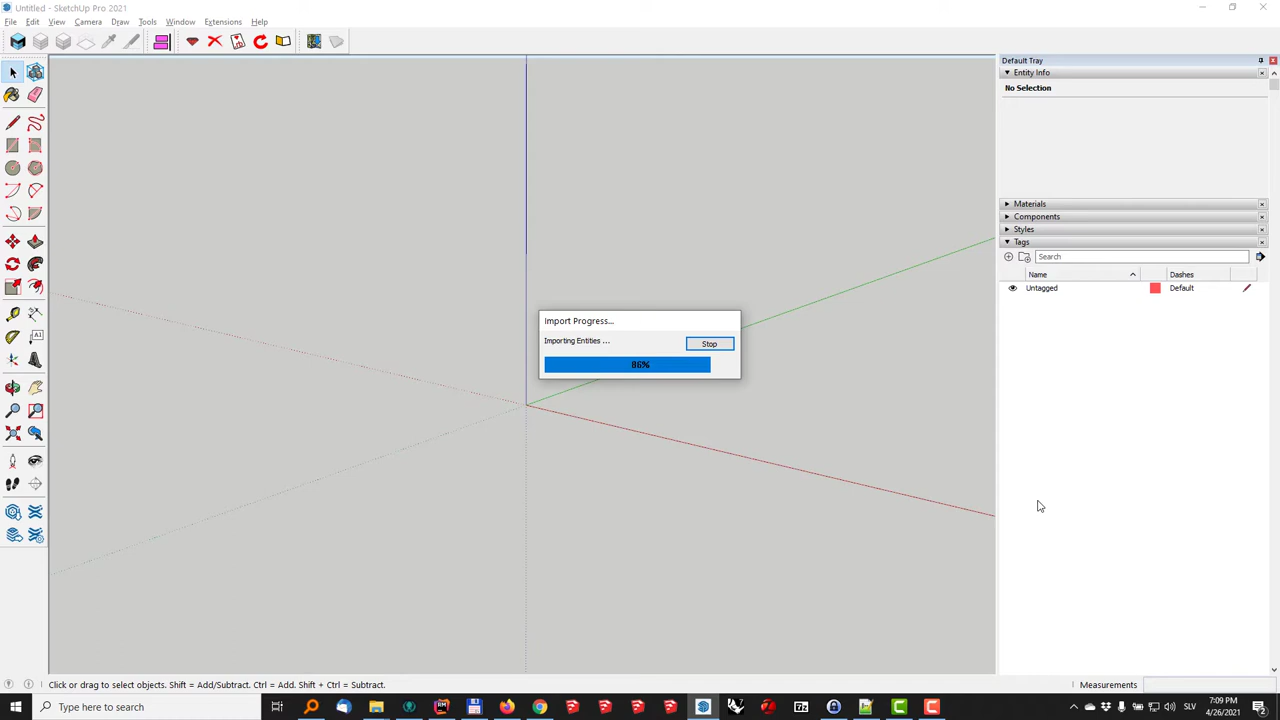 Untitled - SketchUp Pro 2021
File Edit View Camera Draw Tools Window Extensions Help
Default Tray
Entity Info
No Selection
Materials
Components
Styles
Tags
Search
Name Dashes
Untagged Default
Import Progress...
Importing Entities ...
Stop
86%
Click or drag to select objects. Shift = Add/Subtract. Ctrl = Add. Shift + Ctrl = Subtract.
Measurements
Type here to search
SLV
7:09 PM
4/26/2021